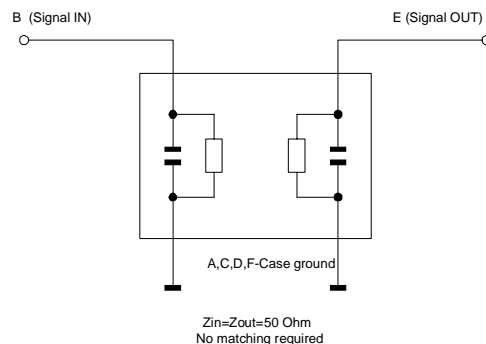 B (Signal IN)
E (Signal OUT)
A,C,D,F-Case ground
Zin=Zout=50 Ohm
No matching required